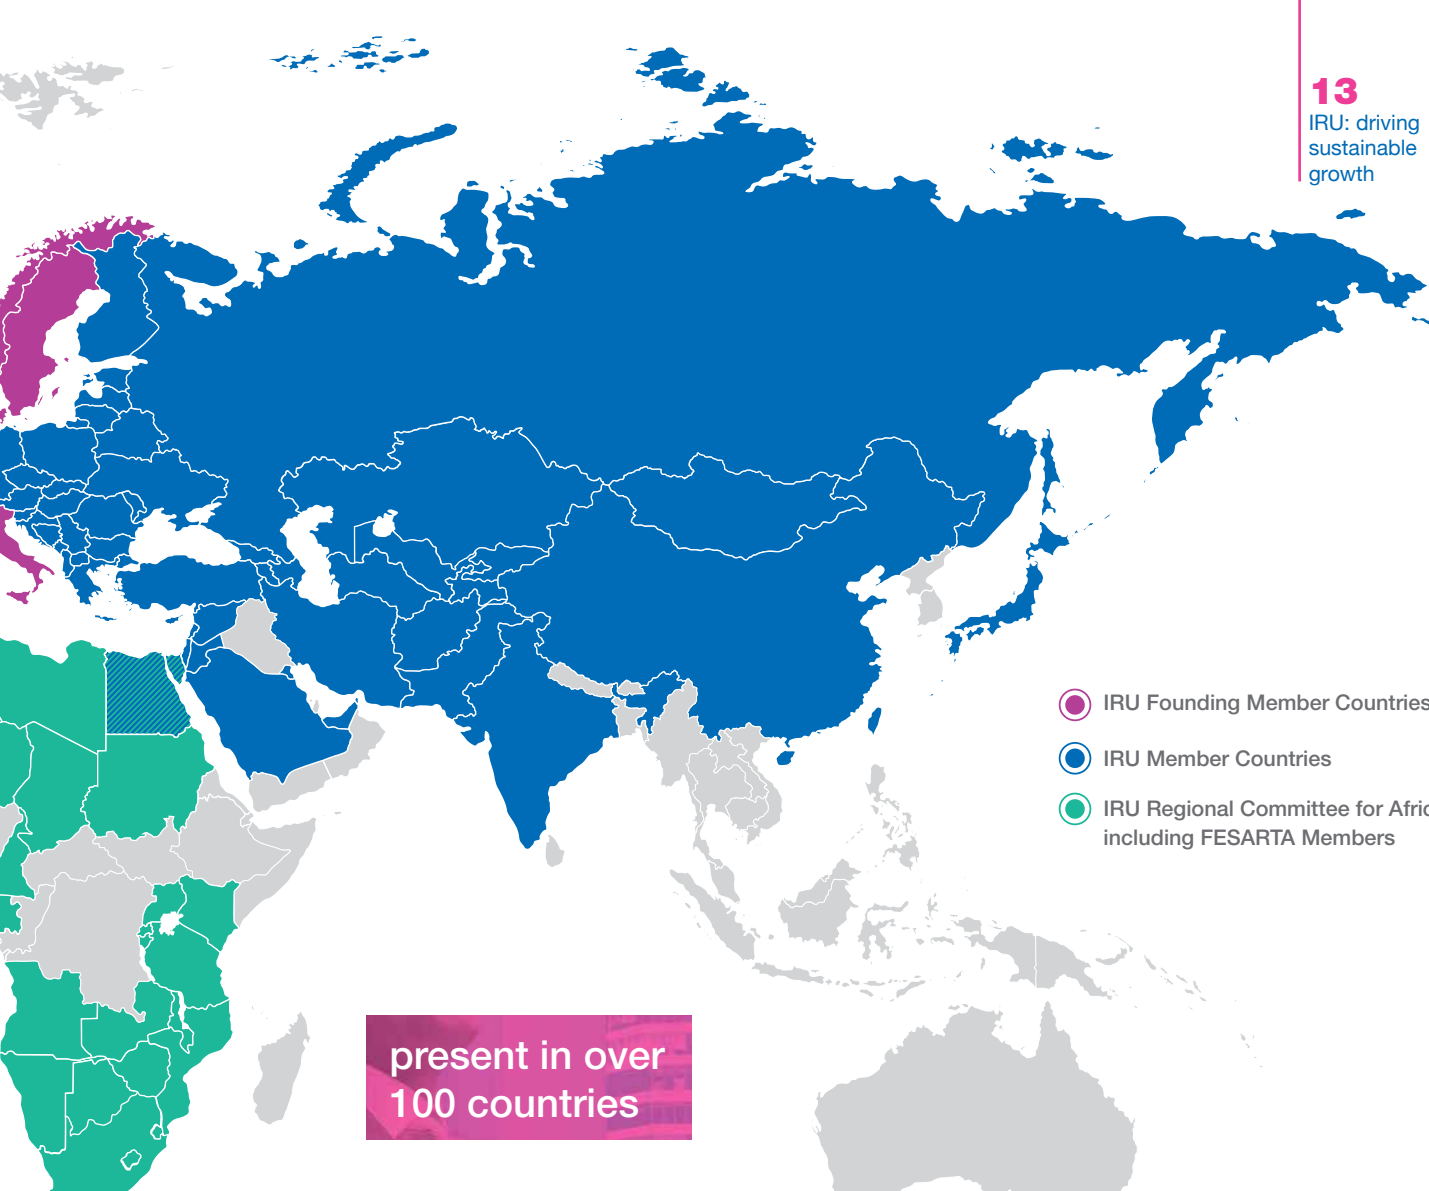 13
IRU: driving
sustainable
growth
IRU Founding Member Countries
IRU Member Countries
IRU Regional Committee for Afric
including FESARTA Members
present in over
100 countries